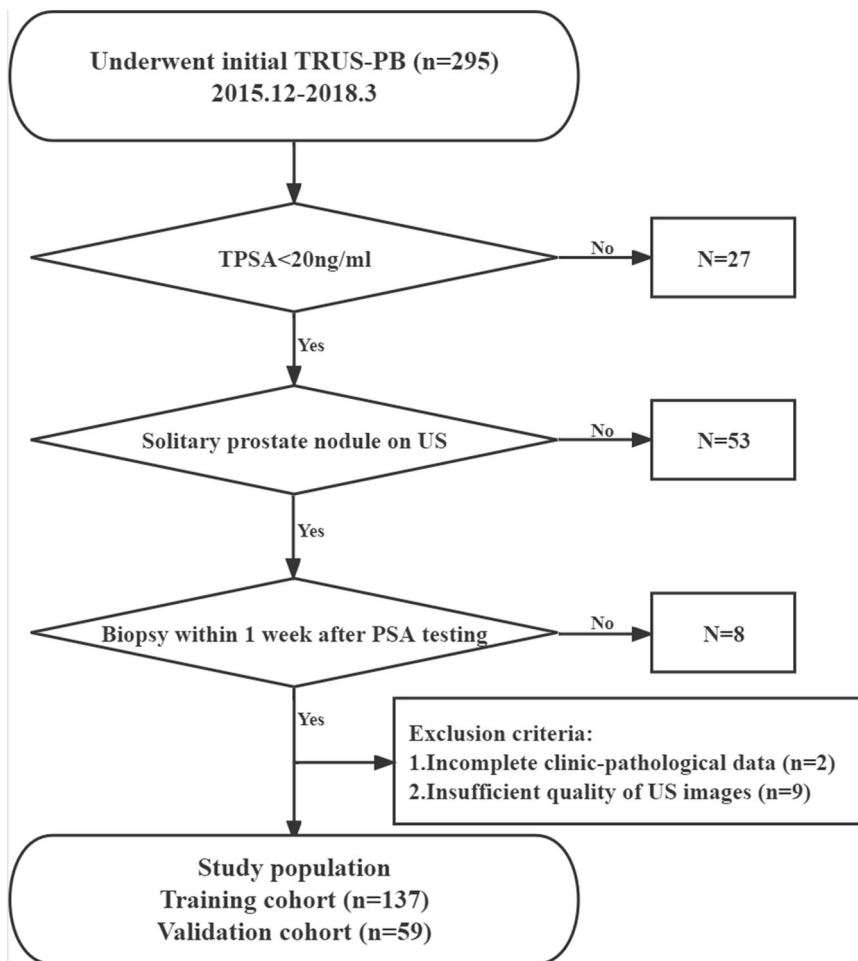 Underwent initial TRUS-PB (n=295)
2015.12-2018.3
TPSA<20ng/ml
No
N=27
Yes
Solitary prostate nodule on US
No
N=53
Yes
Biopsy within 1 week after PSA testing
No
N=8
Yes
Exclusion criteria:
1.Incomplete clinic-pathological data (n=2)
2.Insufficient quality of US images (n=9)
Study population
Training cohort (n=137)
Validation cohort (n=59)